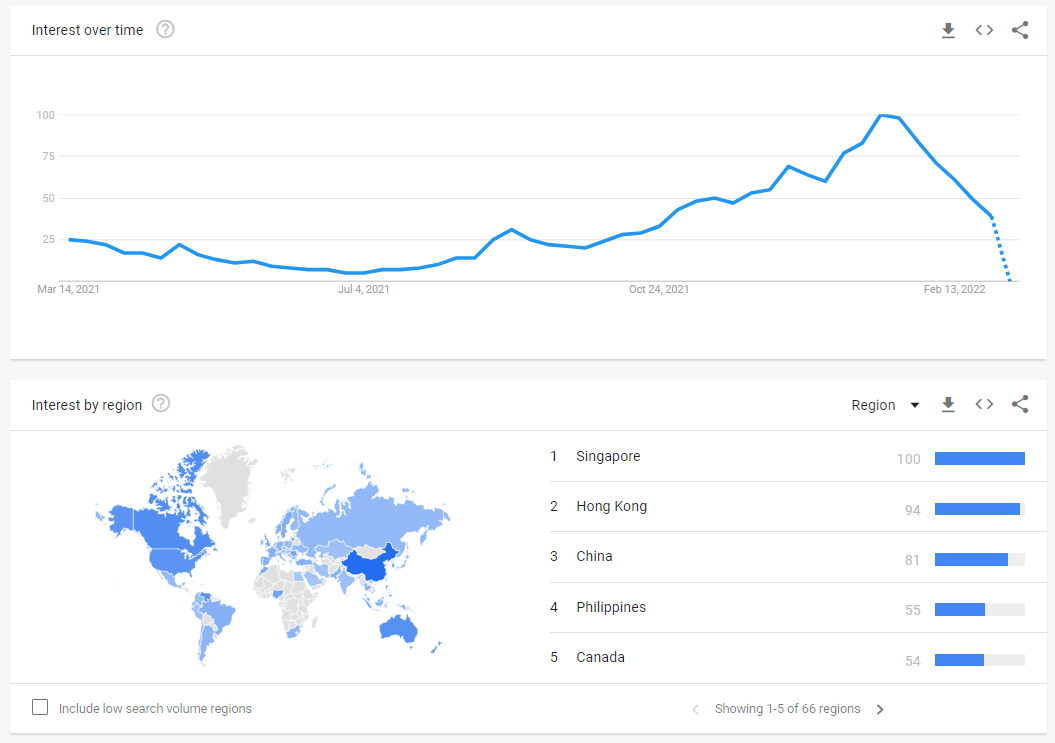 Interest over time
100
75
50
25
Mar 14, 2021 Jul 4, 2021 Oct 24, 2021 Feb 13, 2022
Interest by region Region
1 Singapore 100
2 Hong Kong 94
3 China 81
4 Philippines 55
5 Canada 54
Include low search volume regions Showing 1-5 of 66 regions